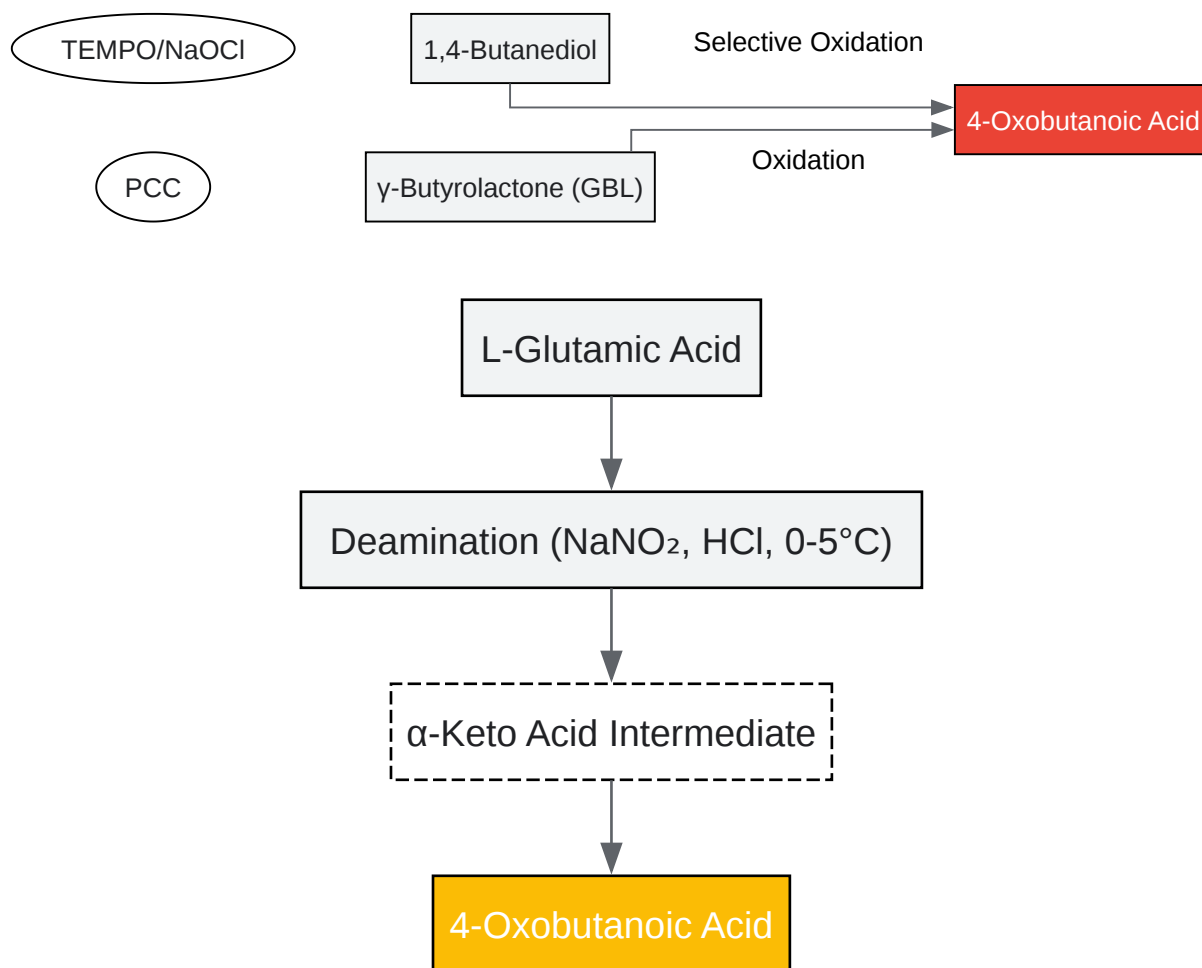 TEMPO/NaOCl
1,4-Butanediol
Selective Oxidation
4-Oxobutanoic Acid
Oxidation
PCC
γ-Butyrolactone (GBL)
L-Glutamic Acid
Deamination (NaNO₂, HCl, 0-5°C)
α-Keto Acid Intermediate
4-Oxobutanoic Acid